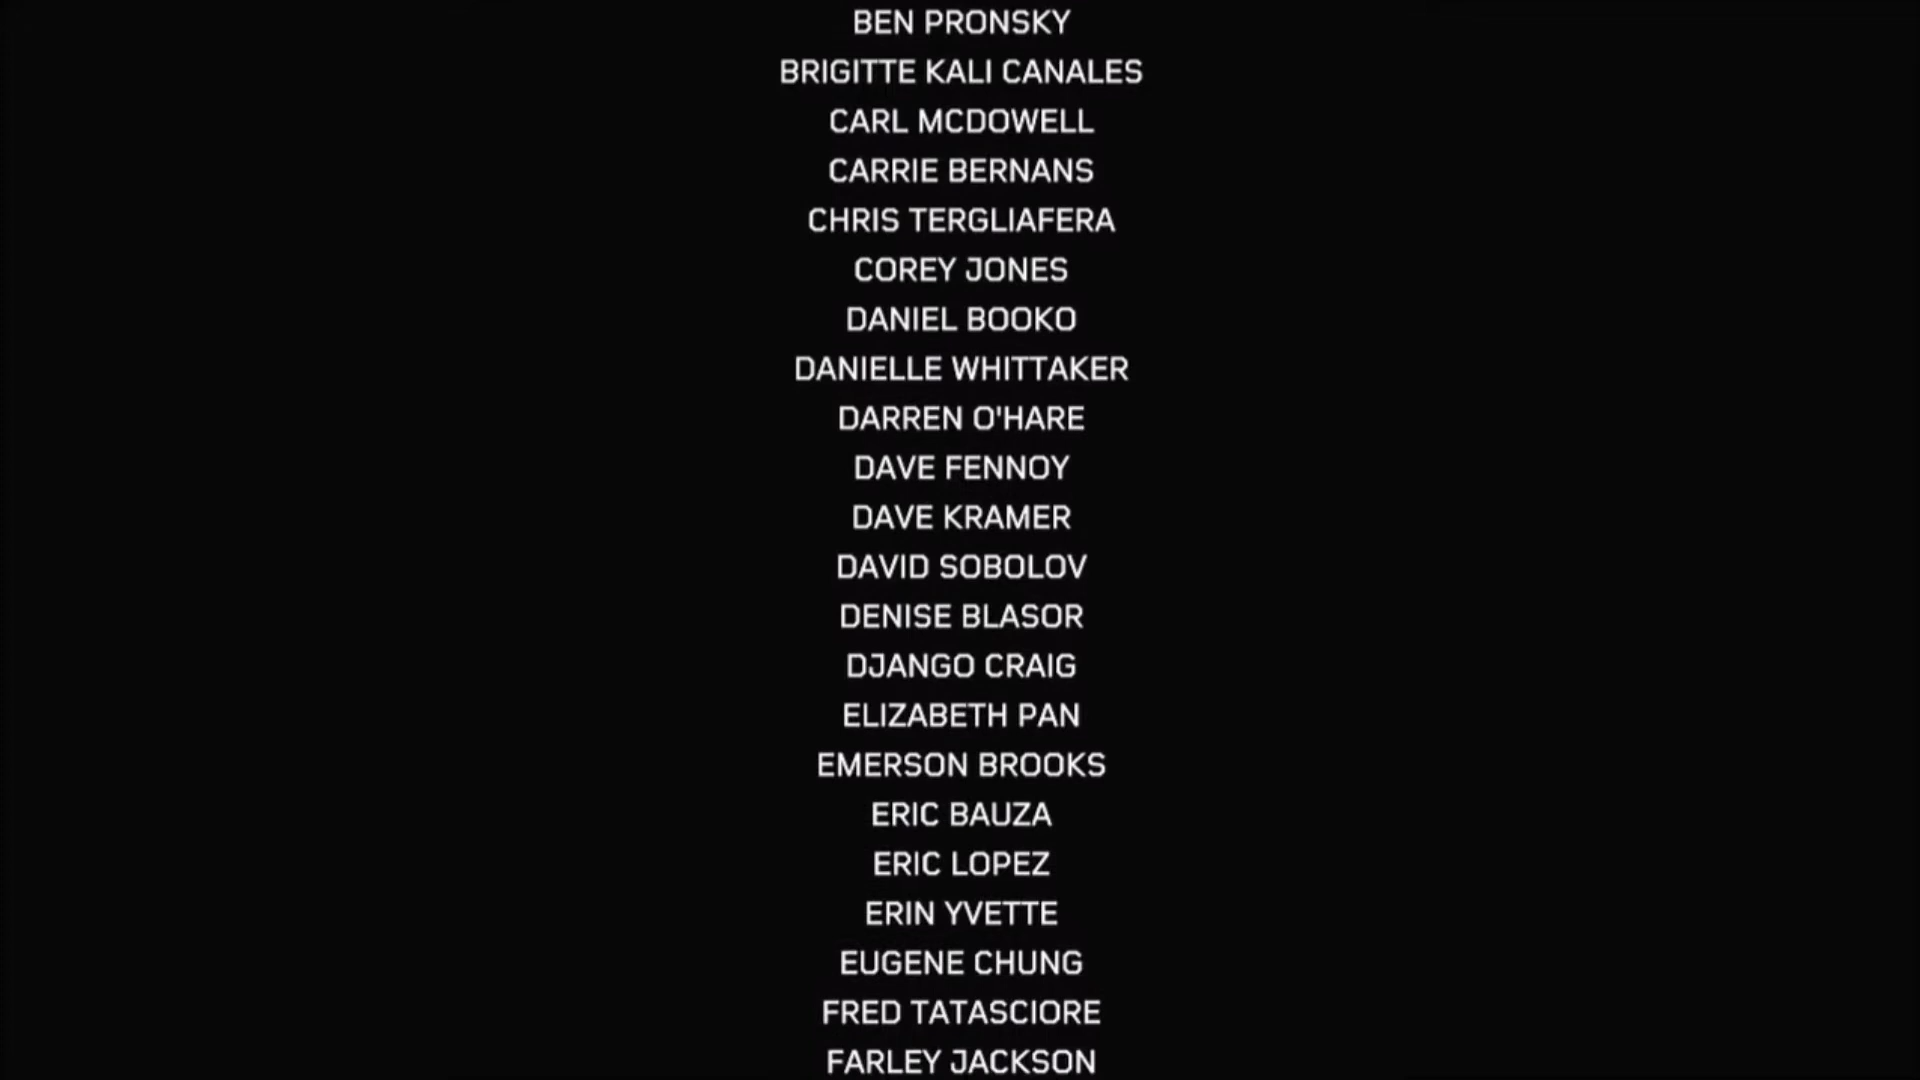 BEN PRONSKY
BRIGITTE KALI CANALES
CARL MCDOWELL
CARRIE BERNANS
CHRIS TERGLIAFERA
COREY JONES
DANIEL BOOKO
DANIELLE WHITTAKER
DARREN O'HARE
DAVE FENNOY
DAVE KRAMER
DAVID SOBOLOV
DENISE BLASOR
DJANGO CRAIG
ELIZABETH PAN
EMERSON BROOKS
ERIC BAUZA
ERIC LOPEZ
ERIN YVETTE
EUGENE CHUNG
FRED TATASCIORE
FARLEY JACKSON